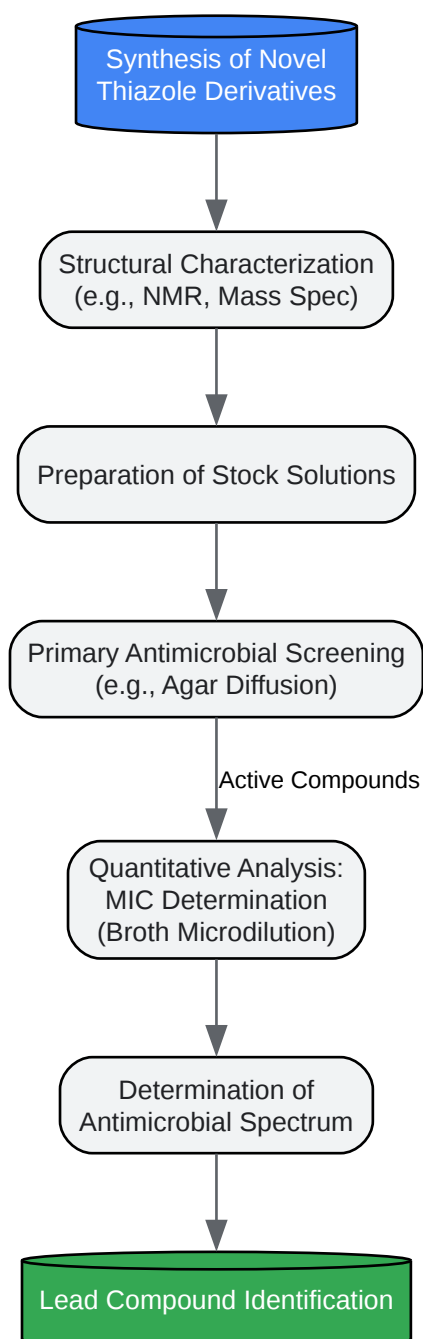 Synthesis of Novel
Thiazole Derivatives
Structural Characterization
(e.g., NMR, Mass Spec)
Preparation of Stock Solutions
Primary Antimicrobial Screening
(e.g., Agar Diffusion)
Active Compounds
Quantitative Analysis:
MIC Determination
(Broth Microdilution)
Determination of
Antimicrobial Spectrum
Lead Compound Identification